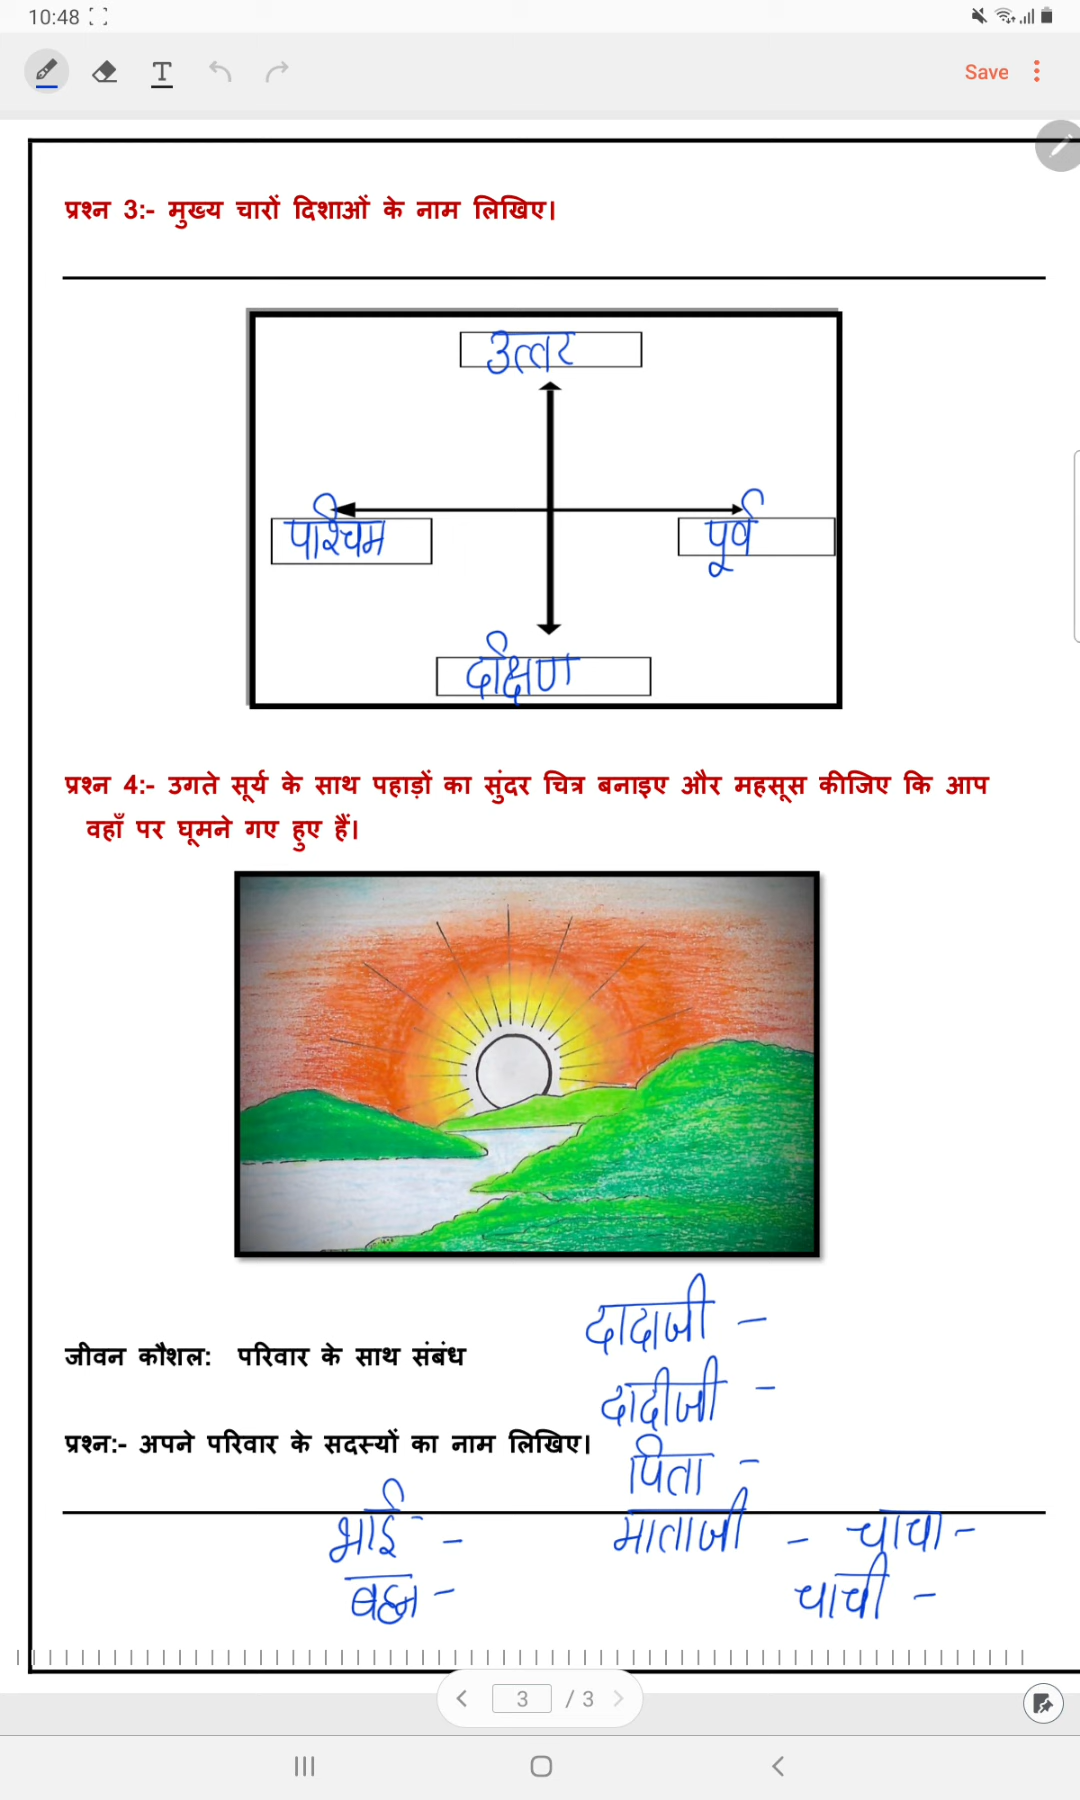 10:48
T
Save
प्रश्न 3:- मुख्य चारों दिशाओं के नाम लिखिए।
उत्तर
पश्चिम
पूर्व
दक्षिण
प्रश्न 4:- उगते सूर्य के साथ पहाड़ों का सुंदर चित्र बनाइए और महसूस कीजिए कि आप
वहाँ पर घूमने गए हुए हैं।
दादाजी -
जीवन कौशल: परिवार के साथ संबंध
दादीजी -
प्रश्न:- अपने परिवार के सदस्यों का नाम लिखिए।
पिता -
भाई - माताजी - चाचा -
बहन - चाची -
3 / 3